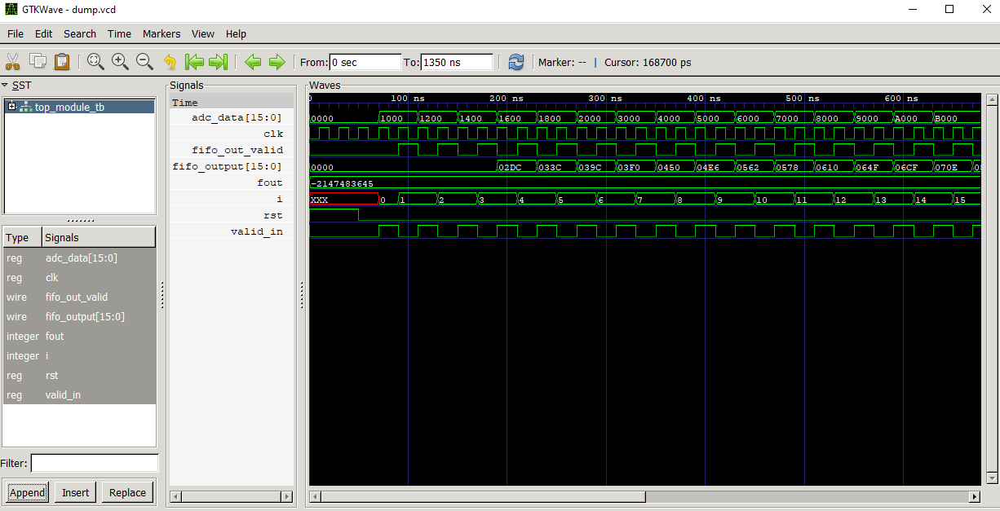 GTKWave - dump.vcd
File Edit Search Time Markers View Help
From: 0 sec To: 1350 ns Marker: -- | Cursor: 168700 ps
SST
top_module_tb
Type Signals
reg adc_data[15:0]
reg clk
wire fifo_out_valid
wire fifo_output[15:0]
integer fout
integer i
reg rst
reg valid_in
Filter:
Append Insert Replace
Signals
Time
adc_data[15:0]
clk
fifo_out_valid
fifo_output[15:0]
fout
i
rst
valid_in
Waves
0 100 ns 200 ns 300 ns 400 ns 500 ns 600 ns
0000 1000 1200 1400 1600 1800 2000 3000 4000 5000 6000 7000 8000 9000 A000 B000
0000 02DC 033C 039C 03F0 0450 04E6 0562 0578 0610 064F 06CF 070E
-2147483645
XXX 0 1 2 3 4 5 6 7 8 9 10 11 12 13 14 15